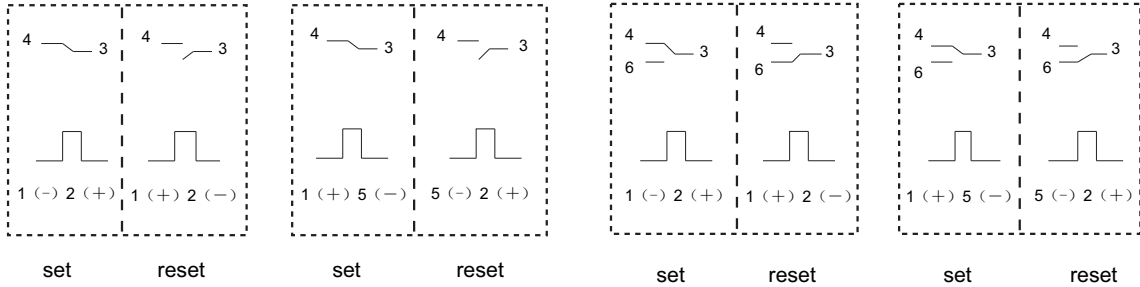 4 3 4 3 4 3 4 3 4 3 4 3 4 3 4 3
6 6 6 6
1 (-) 2 (+) 1 (+) 2 (—) 1 (+) 5 (—) 5 (-) 2 (+) 1 (-) 2 (+) 1 (+) 2 (—) 1 (+) 5 (—) 5 (-) 2 (+)
set reset set reset set reset set reset